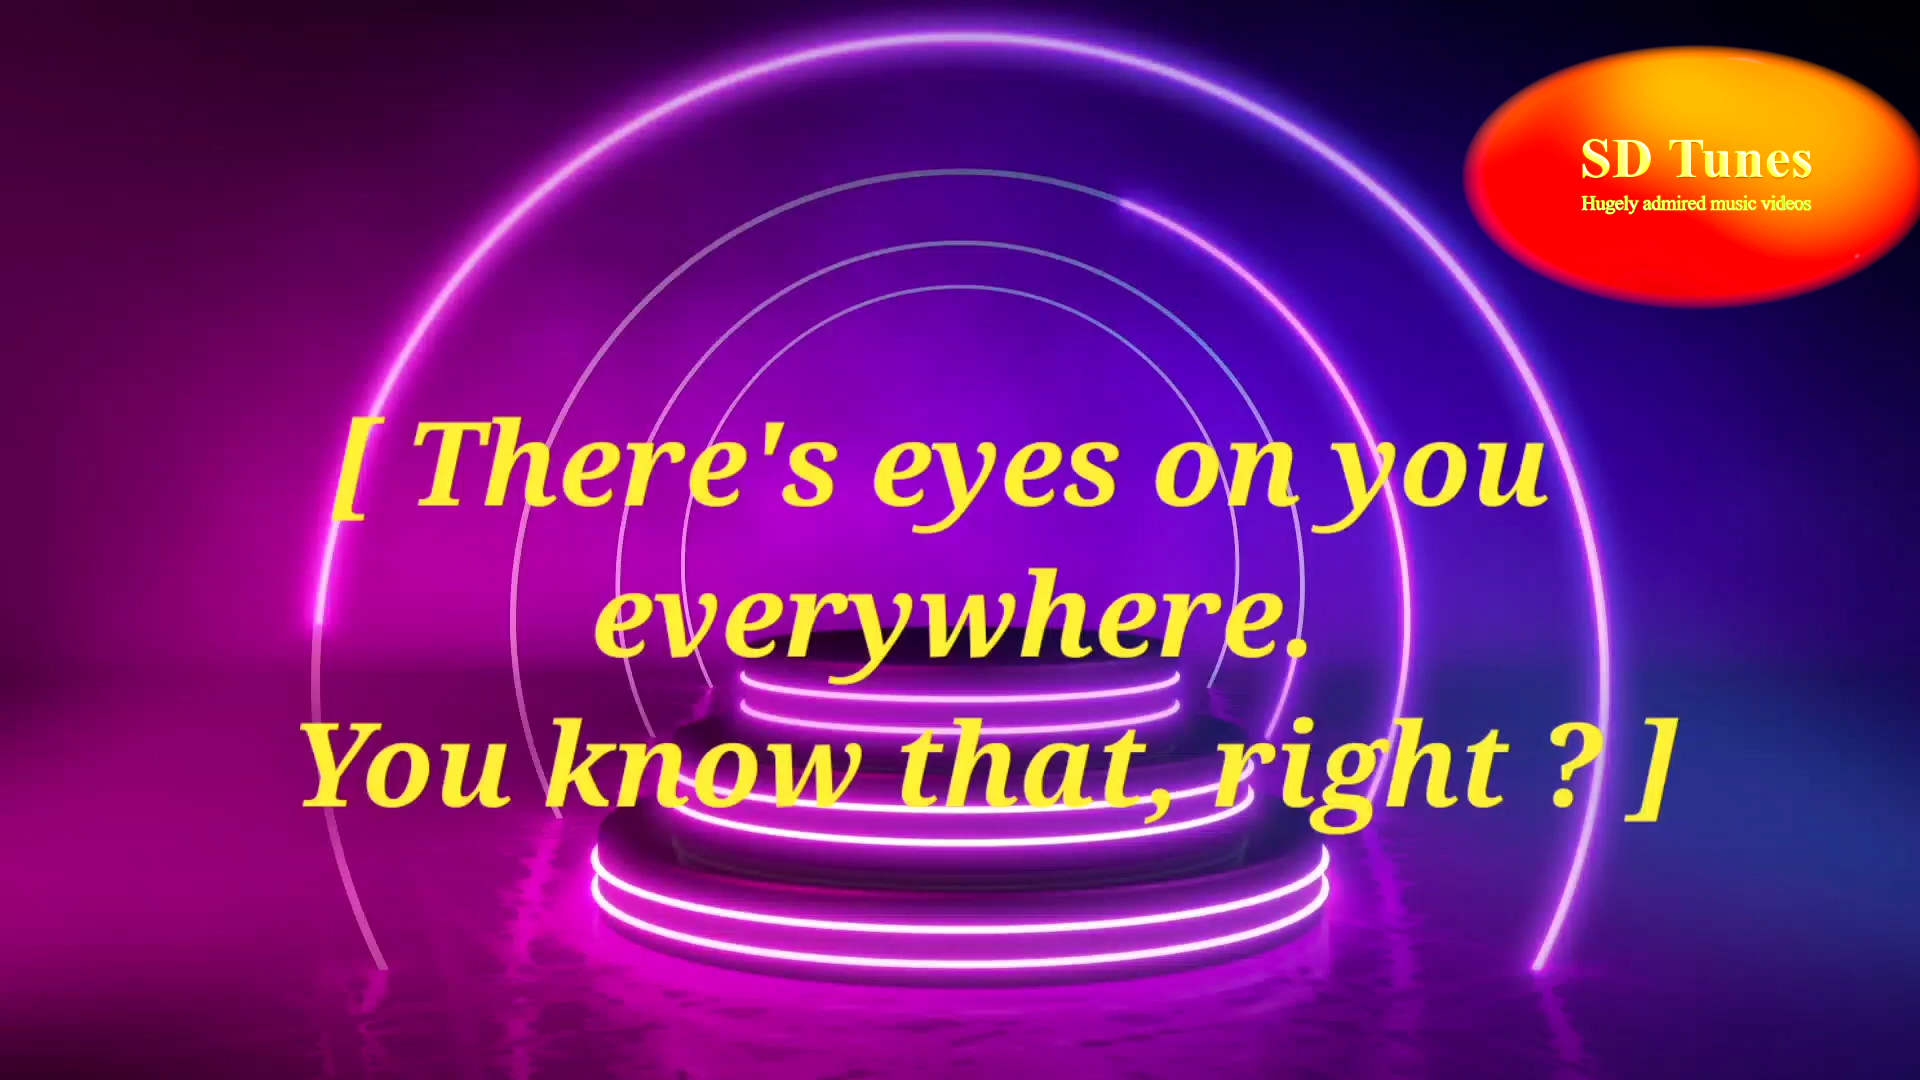 SD Tunes
Hugely admired music videos
[ There's eyes on you
everywhere.
You know that, right ? ]